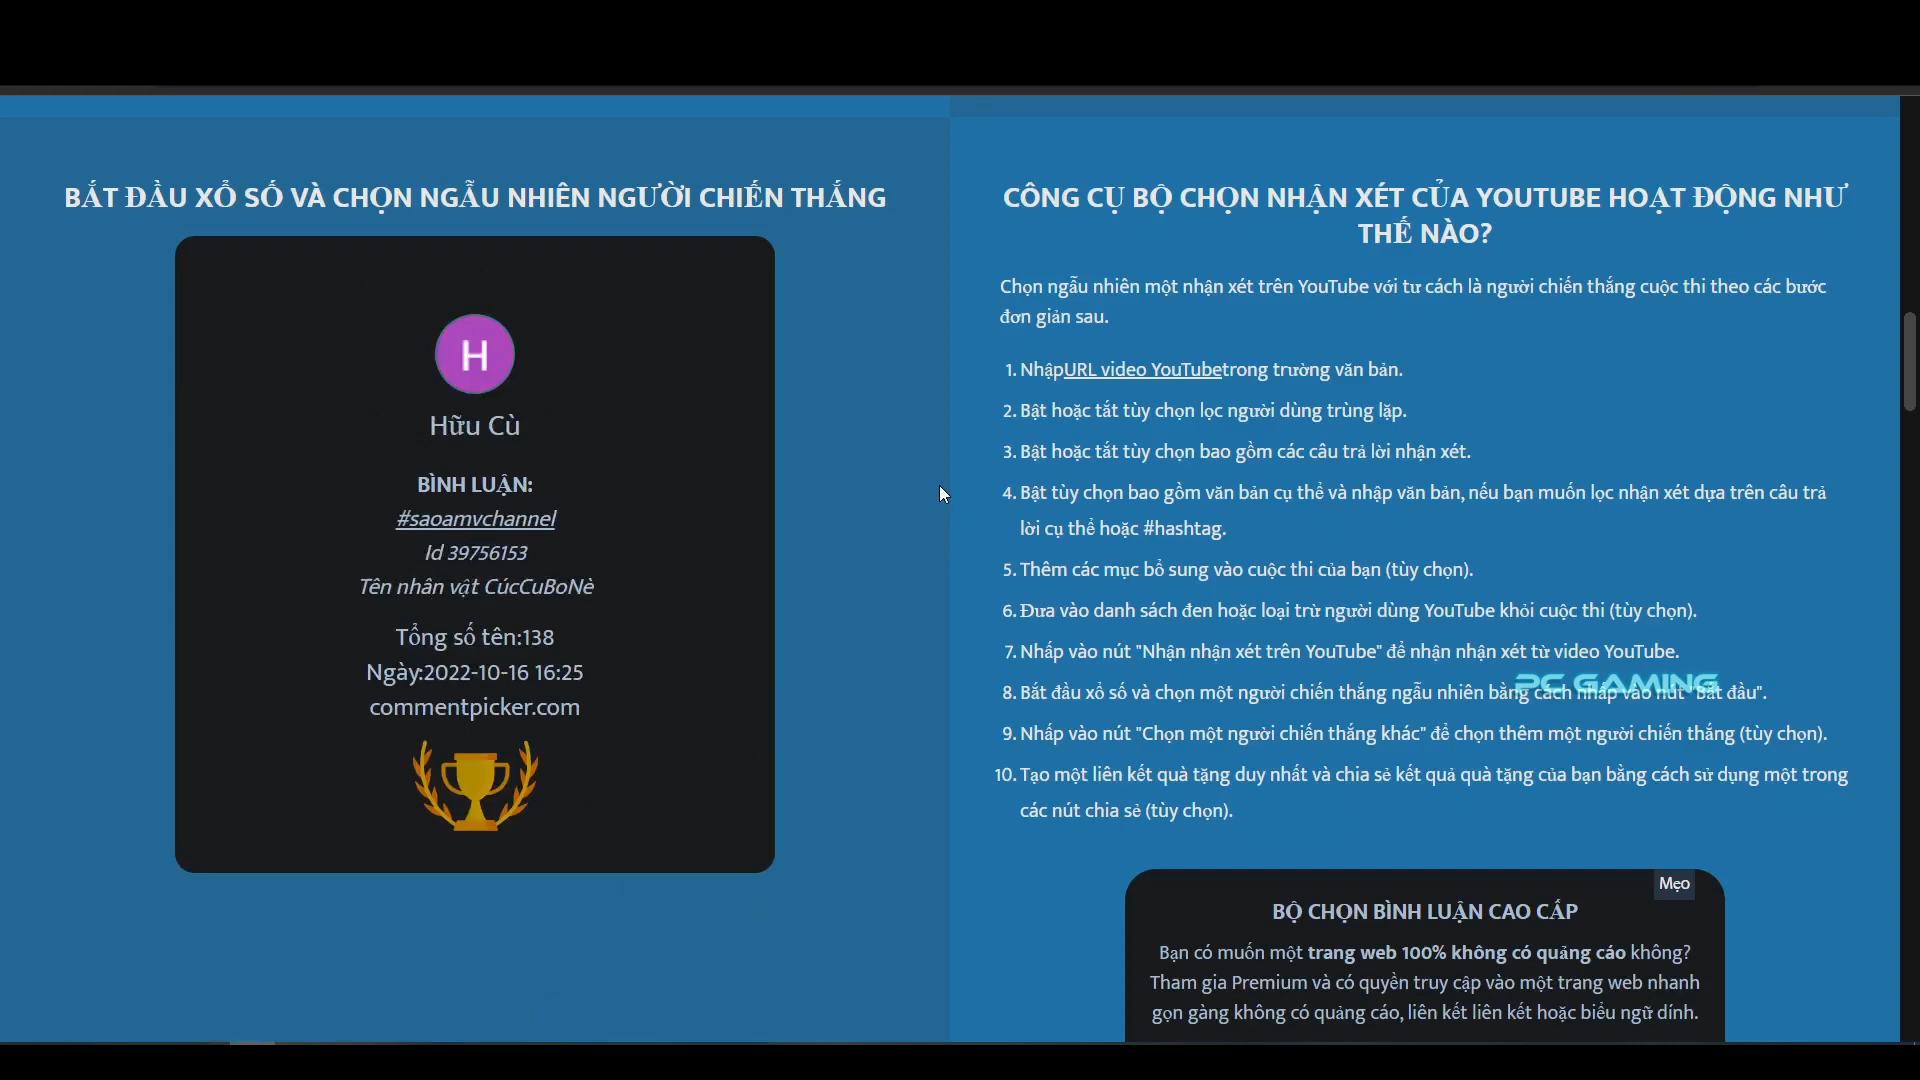 BẮT ĐẦU XỔ SỐ VÀ CHỌN NGẪU NHIÊN NGƯỜI CHIẾN THẮNG
H
Hữu Cù
BÌNH LUẬN:
#saoamvchannel
Id 39756153
Tên nhân vật CúcCuBoNè
Tổng số tên:138
Ngày:2022-10-16 16:25
commentpicker.com
CÔNG CỤ BỘ CHỌN NHẬN XÉT CỦA YOUTUBE HOẠT ĐỘNG NHƯ
THẾ NÀO?
Chọn ngẫu nhiên một nhận xét trên YouTube với tư cách là người chiến thắng cuộc thi theo các bước
đơn giản sau.
1. NhậpURL video YouTubetrong trường văn bản.
2. Bật hoặc tắt tùy chọn lọc người dùng trùng lặp.
3. Bật hoặc tắt tùy chọn bao gồm các câu trả lời nhận xét.
4. Bật tùy chọn bao gồm văn bản cụ thể và nhập văn bản, nếu bạn muốn lọc nhận xét dựa trên câu trả
lời cụ thể hoặc #hashtag.
5. Thêm các mục bổ sung vào cuộc thi của bạn (tùy chọn).
6. Đưa vào danh sách đen hoặc loại trừ người dùng YouTube khỏi cuộc thi (tùy chọn).
7. Nhấp vào nút "Nhận nhận xét trên YouTube" để nhận nhận xét từ video YouTube.
PC GAMING
8. Bắt đầu xổ số và chọn một người chiến thắng ngẫu nhiên bằng cách nhấp vào nút "Bắt đầu".
9. Nhấp vào nút "Chọn một người chiến thắng khác" để chọn thêm một người chiến thắng (tùy chọn).
10. Tạo một liên kết quà tặng duy nhất và chia sẻ kết quả quà tặng của bạn bằng cách sử dụng một trong
các nút chia sẻ (tùy chọn).
Mẹo
BỘ CHỌN BÌNH LUẬN CAO CẤP
Bạn có muốn một trang web 100% không có quảng cáo không?
Tham gia Premium và có quyền truy cập vào một trang web nhanh
gọn gàng không có quảng cáo, liên kết liên kết hoặc biểu ngữ dính.